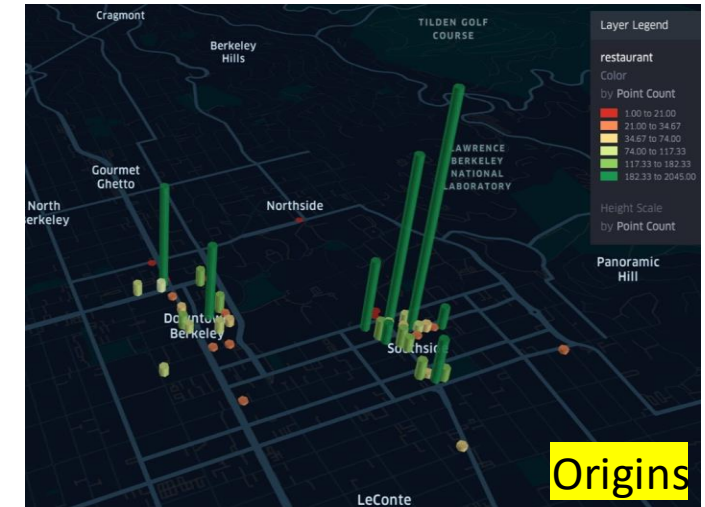 Cragmont
TILDEN GOLF
COURSE
Berkeley
Hills
LAWRENCE
BERKELEY
NATIONAL
LABORATORY
Gourmet
Ghetto
North
Berkeley
Northside
Panoramic
Hill
Downtown
Berkeley
Southside
LeConte
Layer Legend
restaurant
Color
by Point Count
1.00 to 21.00
21.00 to 34.67
34.67 to 74.00
74.00 to 117.33
117.33 to 182.33
182.33 to 2045.00
Height Scale
by Point Count
Origins